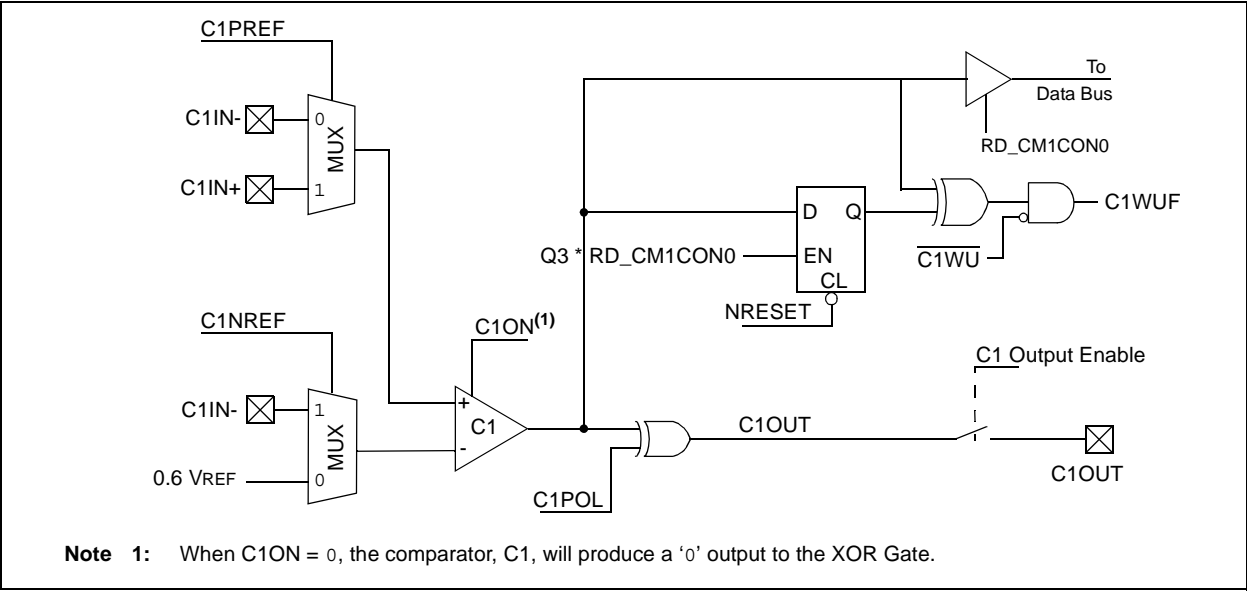 C1PREF
C1IN-
0
MUX
C1IN+
1
To
Data Bus
RD_CM1CON0
D
Q
C1WUF
Q3 * RD_CM1CON0
EN
C1WU
CL
NRESET
C1NREF
C1ON(1)
C1 Output Enable
C1IN-
1
MUX
+
C1
-
C1OUT
0.6 VREF
0
C1OUT
C1POL
Note 1: When C1ON = 0, the comparator, C1, will produce a ‘0’ output to the XOR Gate.